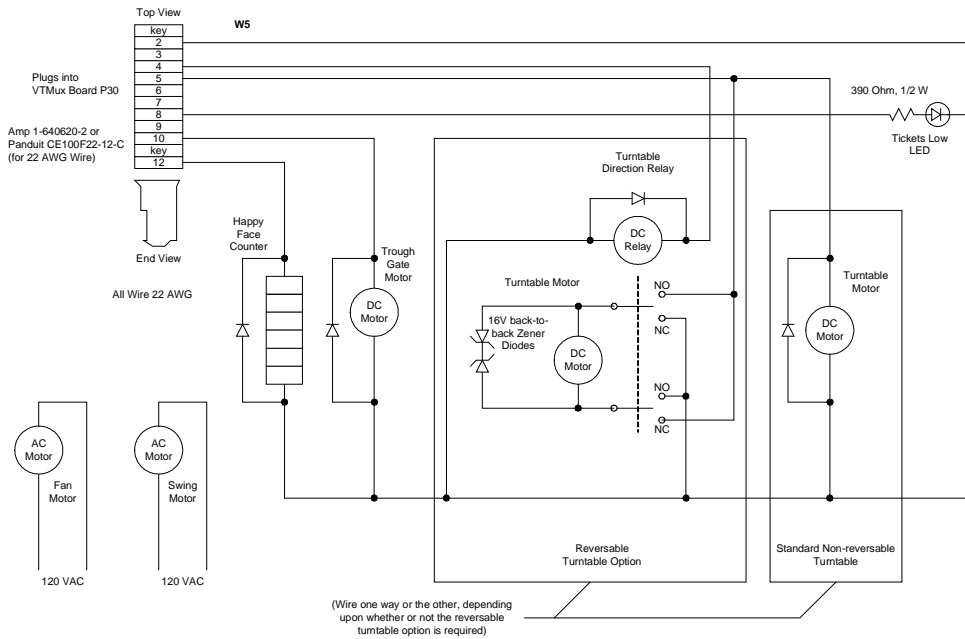 Top View
W5
key
2
3
4
5
6
7
8
9
10
key
12
Plugs into
VTMux Board P30
Amp 1-640620-2 or
Panduit CE100F22-12-C
(for 22 AWG Wire)
End View
All Wire 22 AWG
390 Ohm, 1/2 W
Tickets Low
LED
Happy
Face
Counter
Trough
Gate
Motor
DC
Motor
Turntable
Direction Relay
DC
Relay
Turntable Motor
16V back-to-
back Zener
Diodes
DC
Motor
NO
NC
NO
NC
Turntable
Motor
DC
Motor
AC
Motor
Fan
Motor
120 VAC
AC
Motor
Swing
Motor
120 VAC
Reversable
Turntable Option
Standard Non-reversable
Turntable
(Wire one way or the other, depending
upon whether or not the reversable
turntable option is required)